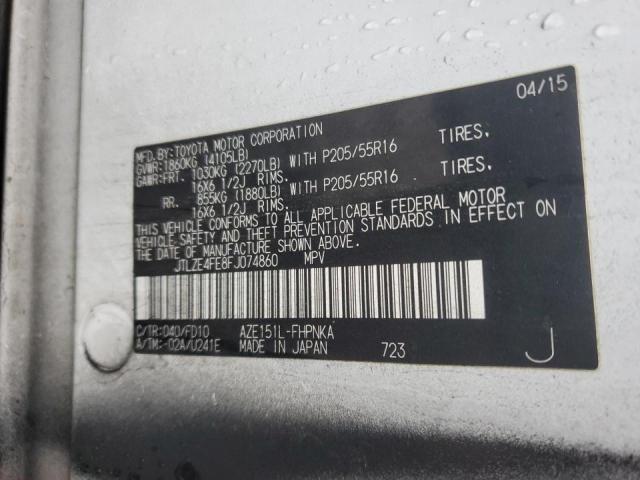 04/15
MFD.BY:TOYOTA MOTOR CORPORATION
GVWR:1860KG (4105LB)
GAWR:FRT. 1030KG (2270LB) WITH P205/55R16 TIRES.
16X6 1/2J RIMS.
RR. 855KG (1880LB) WITH P205/55R16 TIRES.
16X6 1/2J RIMS.
THIS VEHICLE CONFORMS TO ALL APPLICABLE FEDERAL MOTOR
VEHICLE SAFETY AND THEFT PREVENTION STANDARDS IN EFFECT ON
THE DATE OF MANUFACTURE SHOWN ABOVE.
JTLZE4FE8FJ074860 MPV
C/TR:040/FD10 AZE151L-FHPNKA
A/TM:-02A/U241E MADE IN JAPAN 723 J